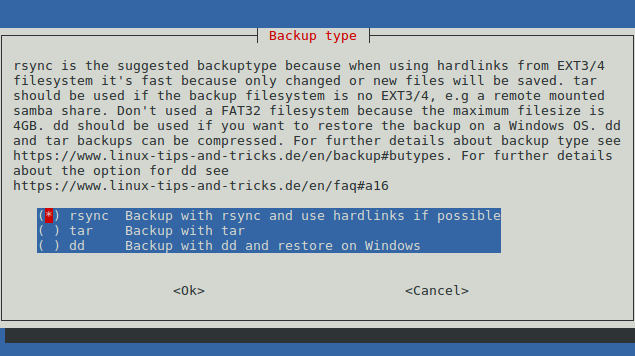 Backup type
rsync is the suggested backuptype because when using hardlinks from EXT3/4
filesystem it's fast because only changed or new files will be saved. tar
should be used if the backup filesystem is no EXT3/4, e.g a remote mounted
samba share. Don't used a FAT32 filesystem because the maximum filesize is
4GB. dd should be used if you want to restore the backup on a Windows OS. dd
and tar backups can be compressed. For further details about backup type see
https://www.linux-tips-and-tricks.de/en/backup#butypes. For further details
about the option for dd see
https://www.linux-tips-and-tricks.de/en/faq#a16
(*) rsync  Backup with rsync and use hardlinks if possible
( ) tar    Backup with tar
( ) dd     Backup with dd and restore on Windows
<Ok> <Cancel>